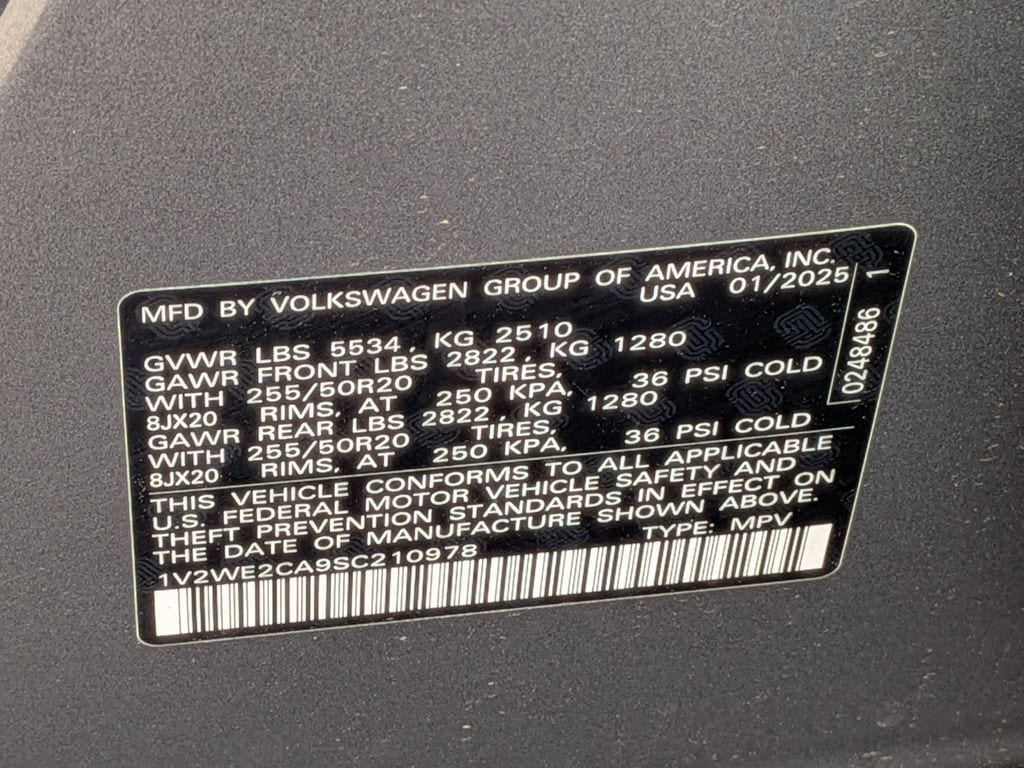 MFD BY VOLKSWAGEN GROUP OF AMERICA, INC.
USA 01/2025
GVWR LBS 5534, KG 2510
GAWR FRONT LBS 2822, KG 1280
WITH 255/50R20 TIRES,
8JX20 RIMS, AT 250 KPA, 36 PSI COLD
GAWR REAR LBS 2822, KG 1280
WITH 255/50R20 TIRES,
8JX20 RIMS, AT 250 KPA, 36 PSI COLD
THIS VEHICLE CONFORMS TO ALL APPLICABLE
U.S. FEDERAL MOTOR VEHICLE SAFETY AND
THEFT PREVENTION STANDARDS IN EFFECT ON
THE DATE OF MANUFACTURE SHOWN ABOVE.
1V2WE2CA9SC210978 TYPE: MPV
0248486 1